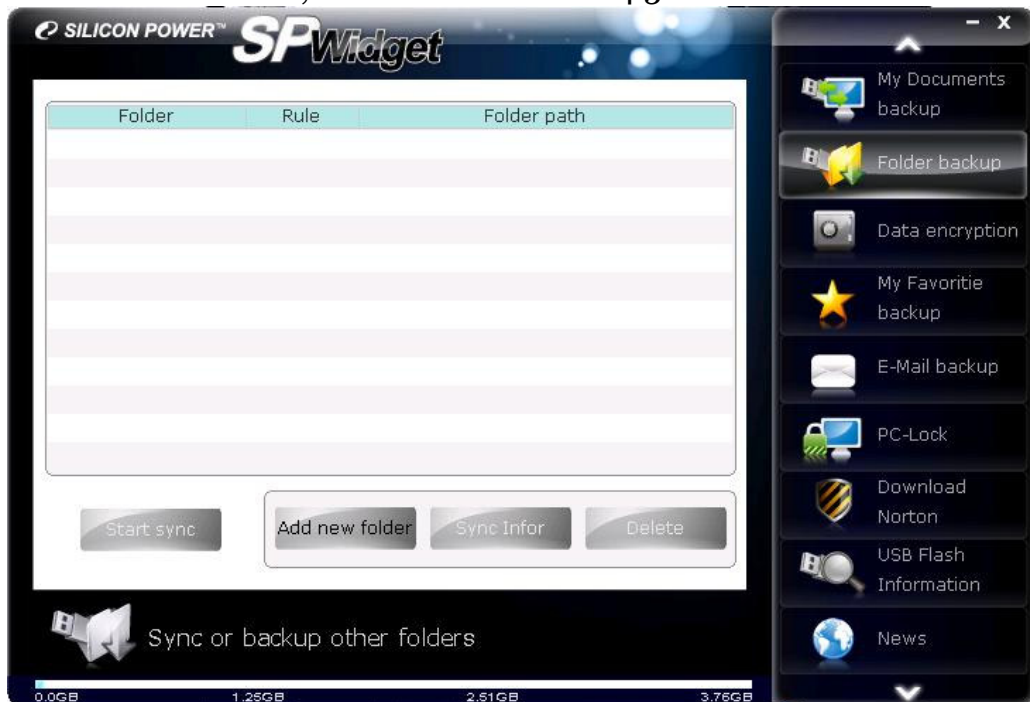 SILICON POWER™ SPWidget
- x
Folder Rule Folder path
Start sync
Add new folder
Sync Infor
Delete
Sync or backup other folders
0.0GB 1.25GB 2.51GB 3.76GB
My Documents
backup
Folder backup
Data encryption
My Favoritie
backup
E-Mail backup
PC-Lock
Download
Norton
USB Flash
Information
News